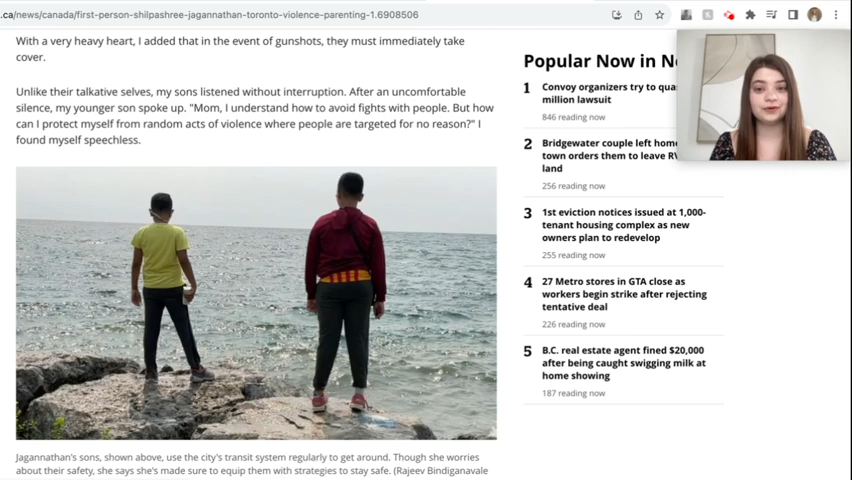 .ca/news/canada/first-person-shilpashree-jagannathan-toronto-violence-parenting-1.6908506
With a very heavy heart, I added that in the event of gunshots, they must immediately take
cover.
Unlike their talkative selves, my sons listened without interruption. After an uncomfortable
silence, my younger son spoke up. "Mom, I understand how to avoid fights with people. But how
can I protect myself from random acts of violence where people are targeted for no reason?" I
found myself speechless.
Jagannathan's sons, shown above, use the city's transit system regularly to get around. Though she worries
about their safety, she says she's made sure to equip them with strategies to stay safe. (Rajeev Bindiganavale
Popular Now in Ne
1 Convoy organizers try to qua
million lawsuit
846 reading now
2 Bridgewater couple left home
town orders them to leave RV
land
256 reading now
3 1st eviction notices issued at 1,000-
tenant housing complex as new
owners plan to redevelop
255 reading now
4 27 Metro stores in GTA close as
workers begin strike after rejecting
tentative deal
226 reading now
5 B.C. real estate agent fined $20,000
after being caught swigging milk at
home showing
187 reading now